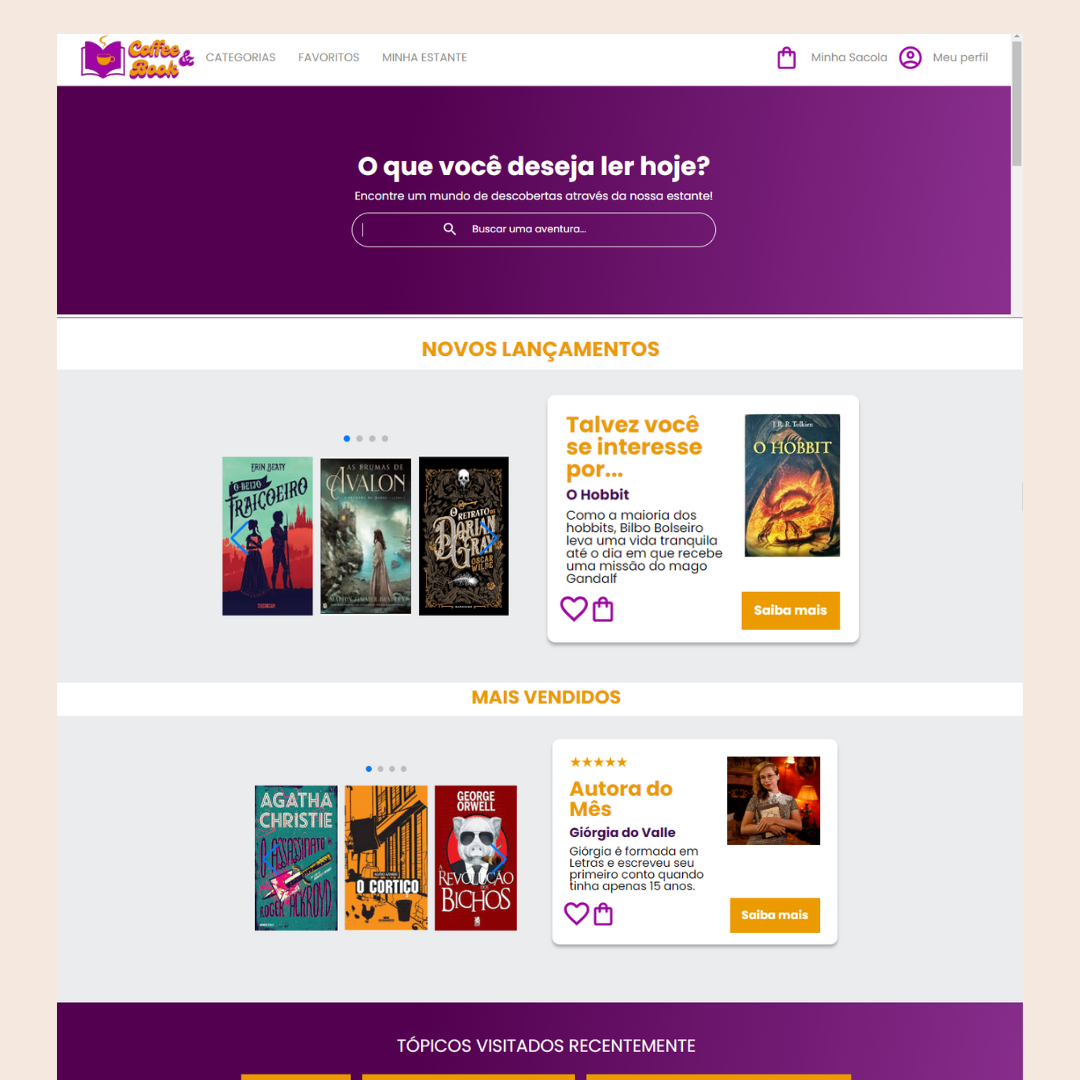 Coffee &
Book
CATEGORIAS
FAVORITOS
MINHA ESTANTE
Minha Sacola
Meu perfil
O que você deseja ler hoje?
Encontre um mundo de descobertas através da nossa estante!
Buscar uma aventura...
NOVOS LANÇAMENTOS
ERIN BEATY
O BEIJO
TRAIÇOEIRO
AS BRUMAS DE
AVALON
MARION ZIMMER BRADLEY
O RETRATO DE
DORIAN
GRAY
OSCAR
WILDE
Talvez você
se interesse
por...
O Hobbit
Como a maioria dos
hobbits, Bilbo Bolseiro
leva uma vida tranquila
até o dia em que recebe
uma missão do mago
Gandalf
J. R. R. Tolkien
O HOBBIT
Saiba mais
MAIS VENDIDOS
AGATHA
CHRISTIE
O ASSASSINATO DE
ROGER ACKROYD
O CORTIÇO
GEORGE
ORWELL
A
REVOLUÇÃO
DOS
BICHOS
★★★★★
Autora do
Mês
Giórgia do Valle
Giórgia é formada em
Letras e escreveu seu
primeiro conto quando
tinha apenas 15 anos.
Saiba mais
TÓPICOS VISITADOS RECENTEMENTE